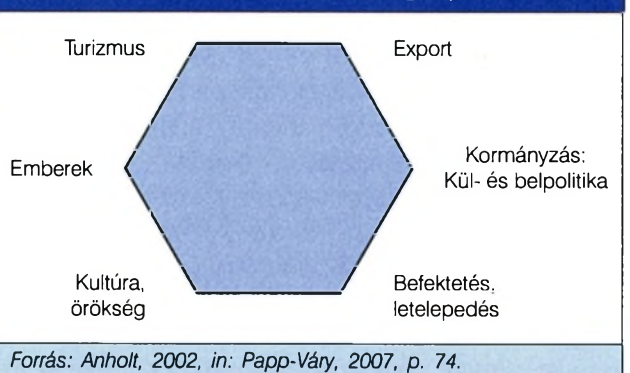 Turizmus
Export
Emberek
Kormányzás:
Kül- és belpolitika
Kultúra,
örökség
Befektetés,
letelepedés
Forrás: Anholt, 2002, in: Papp-Váry, 2007, p. 74.